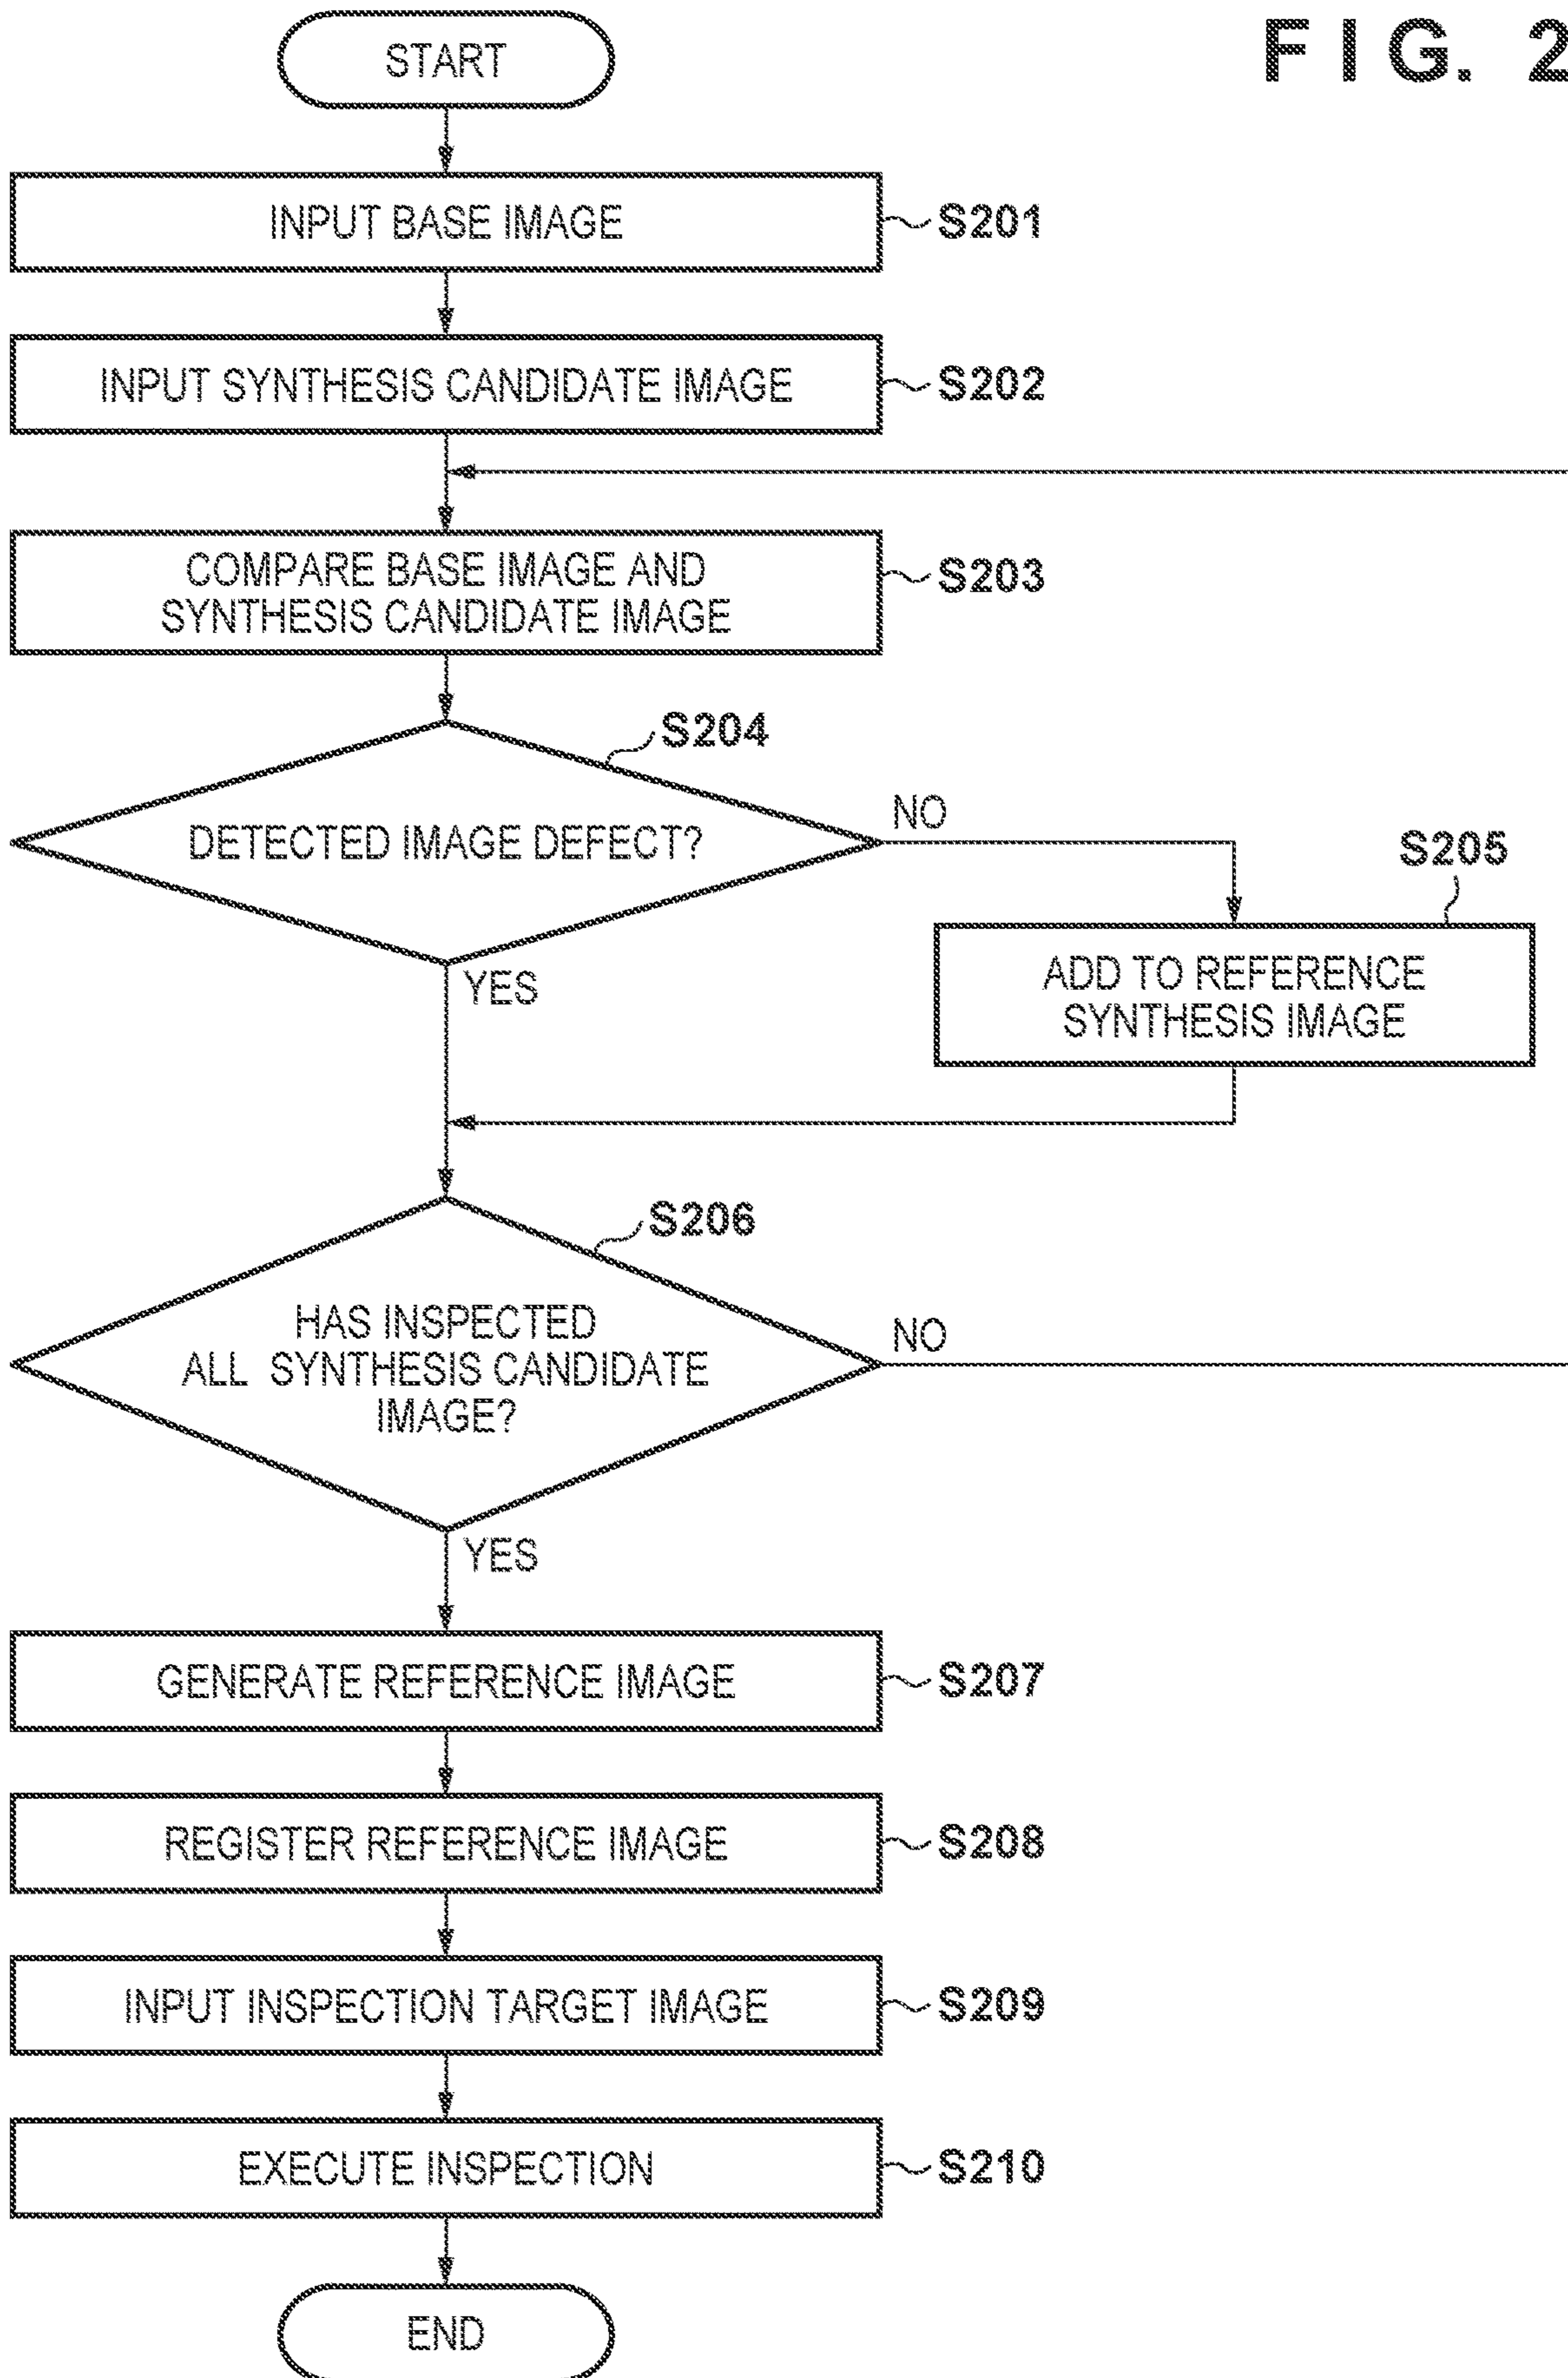 FIG. 2
START
INPUT BASE IMAGE
S201
INPUT SYNTHESIS CANDIDATE IMAGE
S202
COMPARE BASE IMAGE AND
SYNTHESIS CANDIDATE IMAGE
S203
S204
DETECTED IMAGE DEFECT?
NO
YES
S205
ADD TO REFERENCE
SYNTHESIS IMAGE
S206
HAS INSPECTED
ALL SYNTHESIS CANDIDATE
IMAGE?
NO
YES
GENERATE REFERENCE IMAGE
S207
REGISTER REFERENCE IMAGE
S208
INPUT INSPECTION TARGET IMAGE
S209
EXECUTE INSPECTION
S210
END